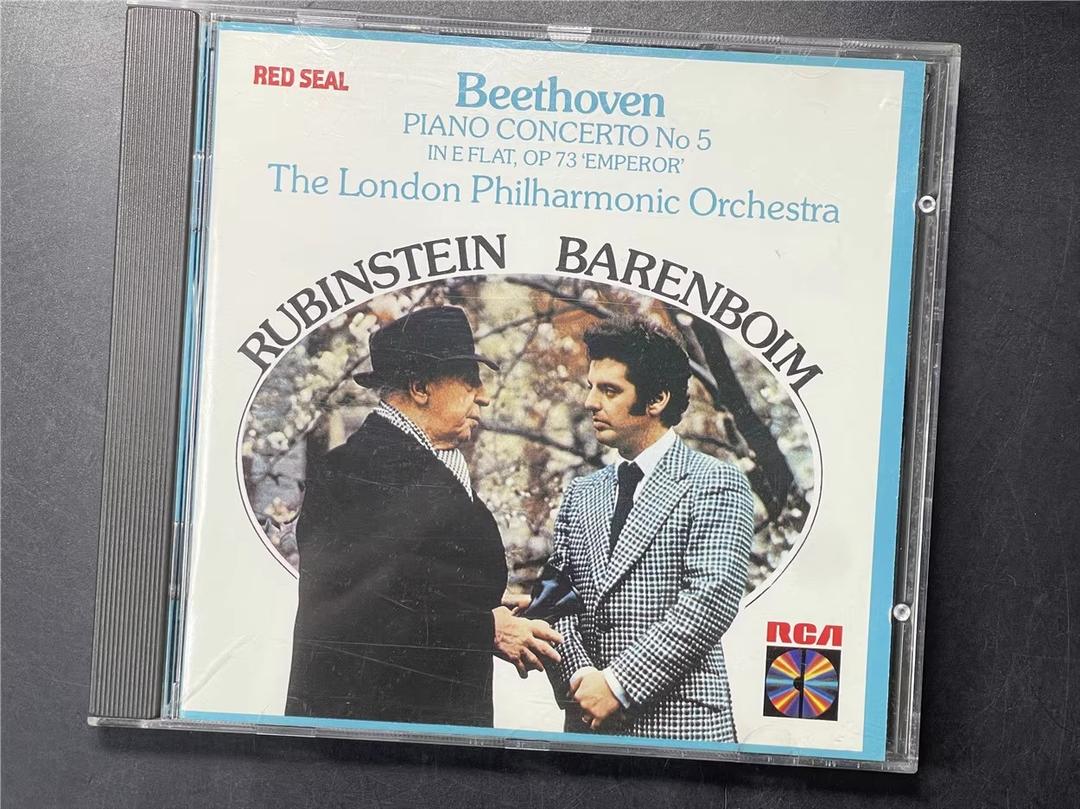 RED SEAL
Beethoven
PIANO CONCERTO No 5
IN E FLAT, OP 73 'EMPEROR'
The London Philharmonic Orchestra
RUBINSTEIN BARENBOIM
RCA